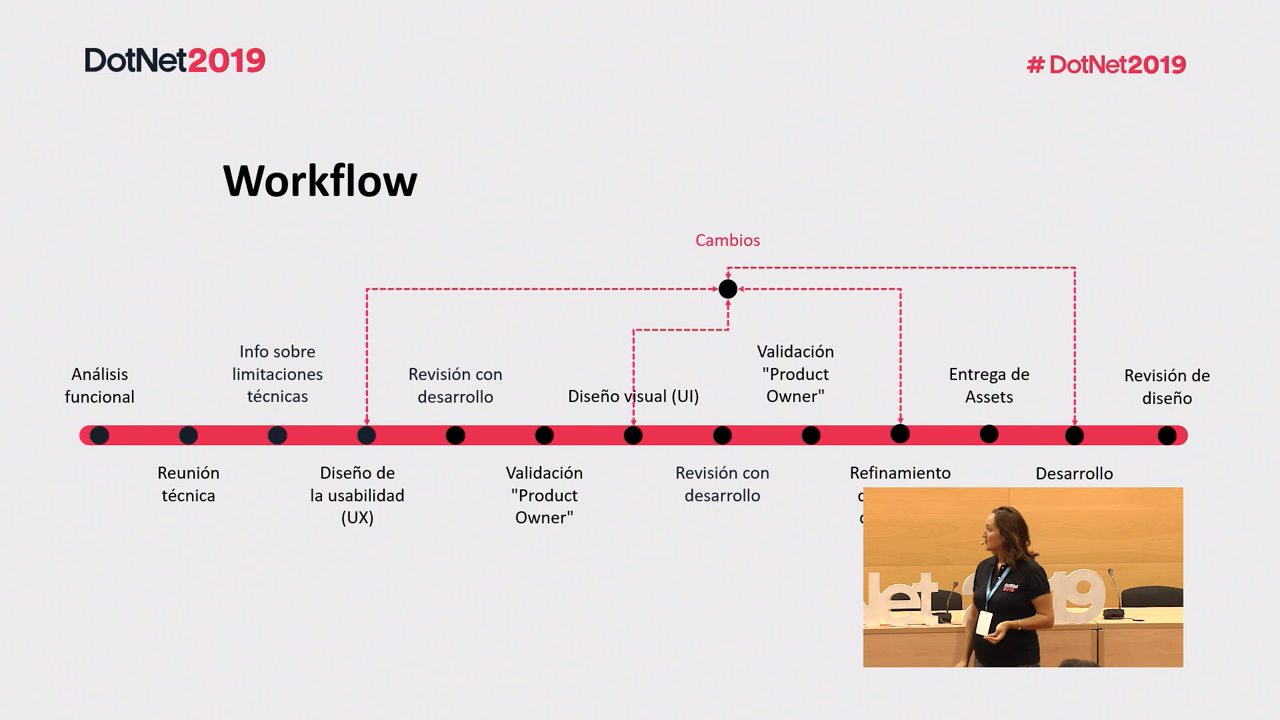 DotNet2019
# DotNet2019
Workflow
Cambios
Análisis
funcional
Info sobre
limitaciones
técnicas
Revisión con
desarrollo
Diseño visual (UI)
Validación
"Product
Owner"
Entrega de
Assets
Revisión de
diseño
Reunión
técnica
Diseño de
la usabilidad
(UX)
Validación
"Product
Owner"
Revisión con
desarrollo
Refinamiento
Desarrollo